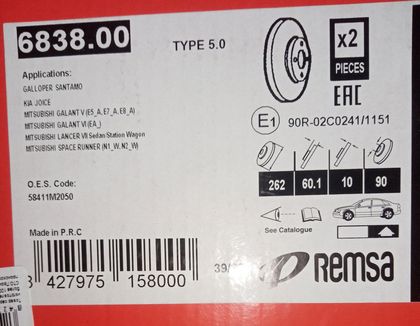 6838.00
TYPE 5.0
x2
PIECES
EAC
Applications:
GALLOPER SANTAMO
KIA JOICE
MITSUBISHI GALANT V (E5_A, E7_A, E8_A)
MITSUBISHI GALANT VI (EA_)
MITSUBISHI LANCER VII Sedan/Station Wagon
MITSUBISHI SPACE RUNNER (N1_W, N2_W)
E1 90R-02C0241/1151
262 60.1 10 90
O.E.S. Code:
58411M2050
See Catalogue
Made in P.R.C
39/
8 427975 158000
REMSA